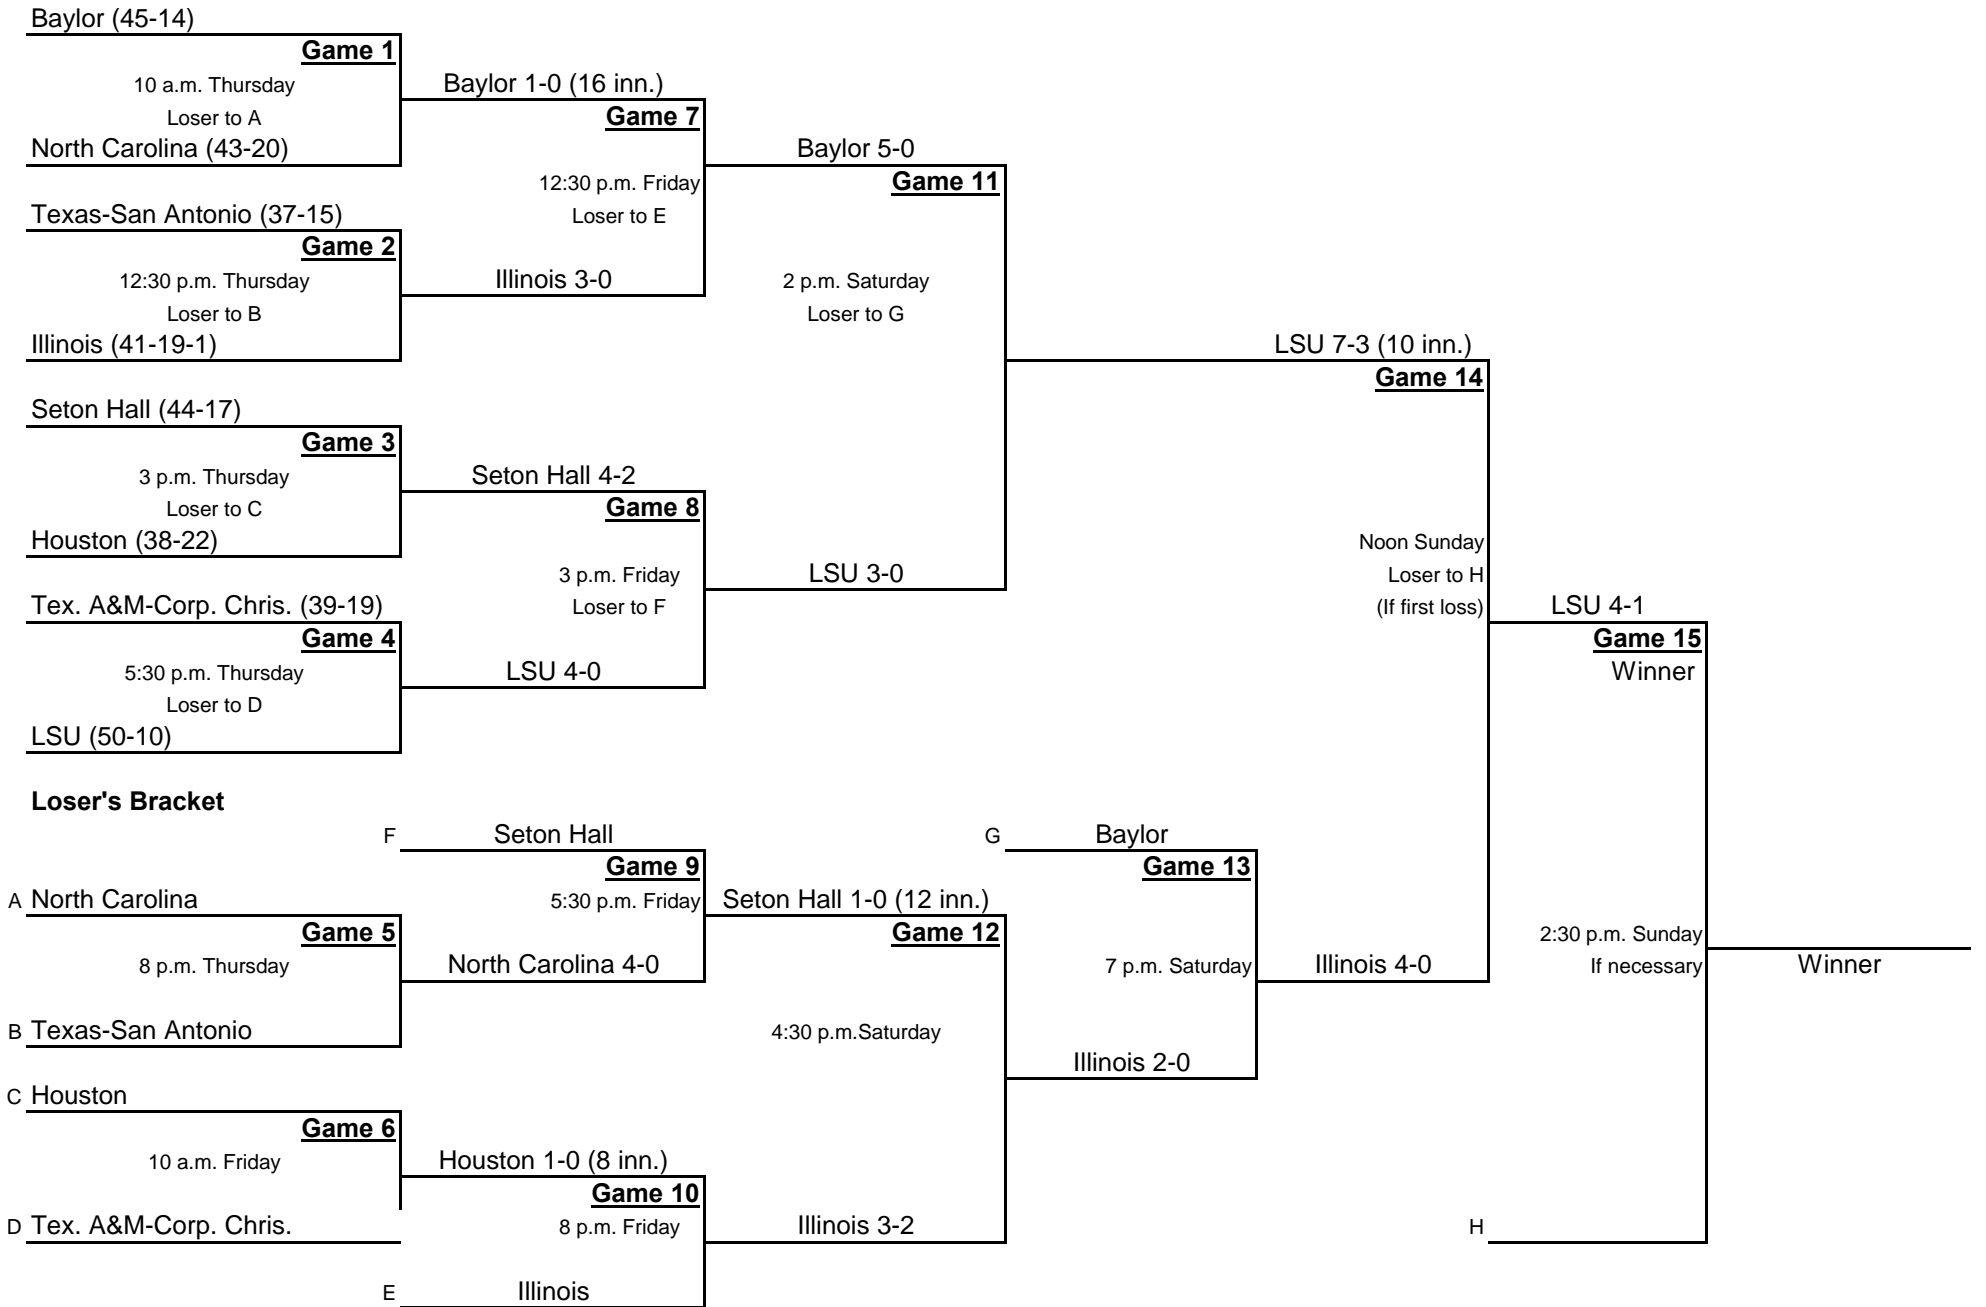 Baylor (45-14)
Game 1
10 a.m. Thursday
Loser to A
North Carolina (43-20)
Baylor 1-0 (16 inn.)
Game 7
12:30 p.m. Friday
Loser to E
Texas-San Antonio (37-15)
Game 2
12:30 p.m. Thursday
Loser to B
Illinois (41-19-1)
Illinois 3-0
Baylor 5-0
Game 11
2 p.m. Saturday
Loser to G
Seton Hall (44-17)
Game 3
3 p.m. Thursday
Loser to C
Houston (38-22)
Seton Hall 4-2
Game 8
3 p.m. Friday
Loser to F
Tex. A&M-Corp. Chris. (39-19)
Game 4
5:30 p.m. Thursday
Loser to D
LSU (50-10)
LSU 4-0
LSU 3-0
LSU 7-3 (10 inn.)
Game 14
Noon Sunday
Loser to H
(If first loss)
LSU 4-1
Game 15
Winner
Loser's Bracket
F Seton Hall
Game 9
5:30 p.m. Friday
A North Carolina
Game 5
8 p.m. Thursday
B Texas-San Antonio
North Carolina 4-0
Seton Hall 1-0 (12 inn.)
Game 12
4:30 p.m.Saturday
G Baylor
Game 13
7 p.m. Saturday
Illinois 4-0
Illinois 2-0
C Houston
Game 6
10 a.m. Friday
D Tex. A&M-Corp. Chris.
Houston 1-0 (8 inn.)
Game 10
8 p.m. Friday
E Illinois
Illinois 3-2
2:30 p.m. Sunday
If necessary
Winner
H